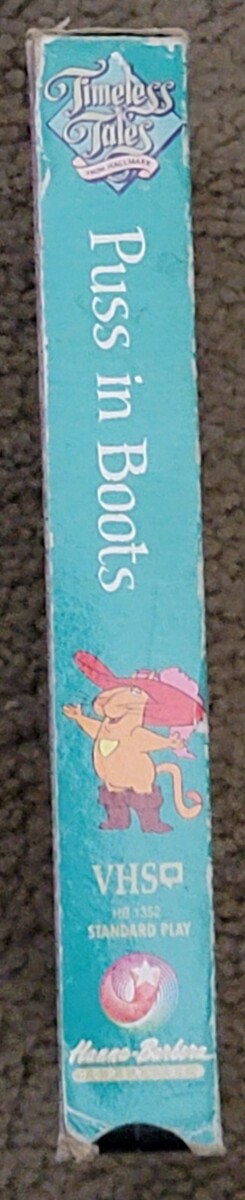 Timeless
Tales
FROM HALLMARK
Puss in Boots
VHS
HB 1352
STANDARD PLAY
Hanna-Barbera